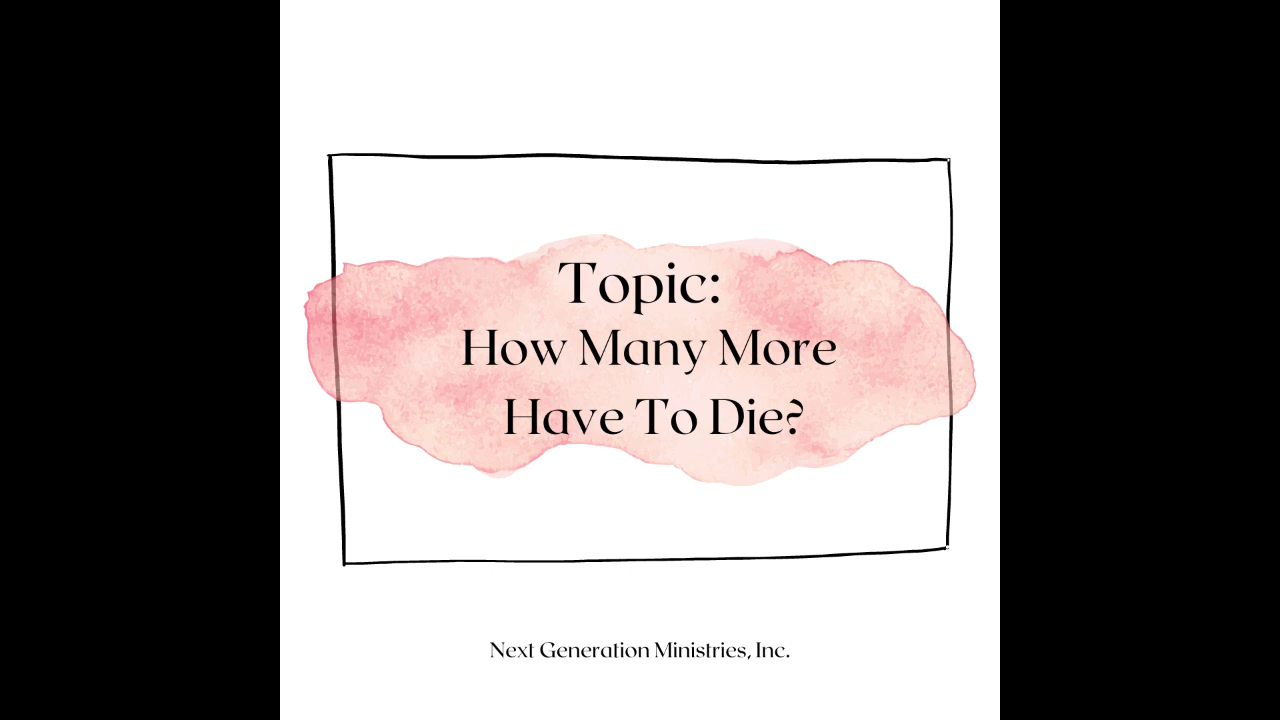 Topic:
How Many More
Have To Die?
Next Generation Ministries, Inc.